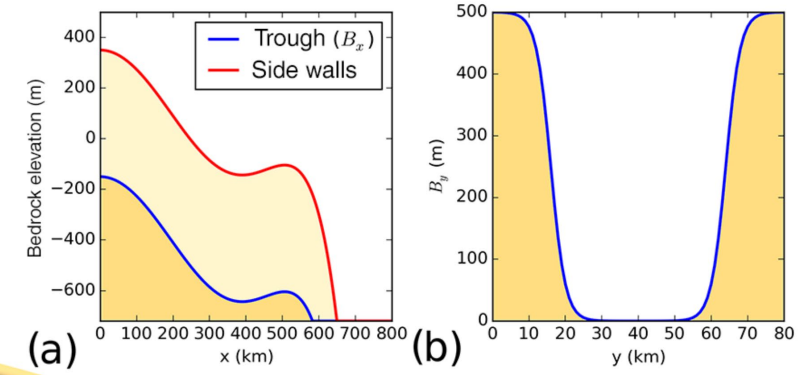 400
200
0
−200
−400
−600
Bedrock elevation (m)
Trough (Bx)
Side walls
0 100 200 300 400 500 600 700 800
x (km)
(a)
500
400
300
200
100
0
By (m)
0 10 20 30 40 50 60 70 80
y (km)
(b)